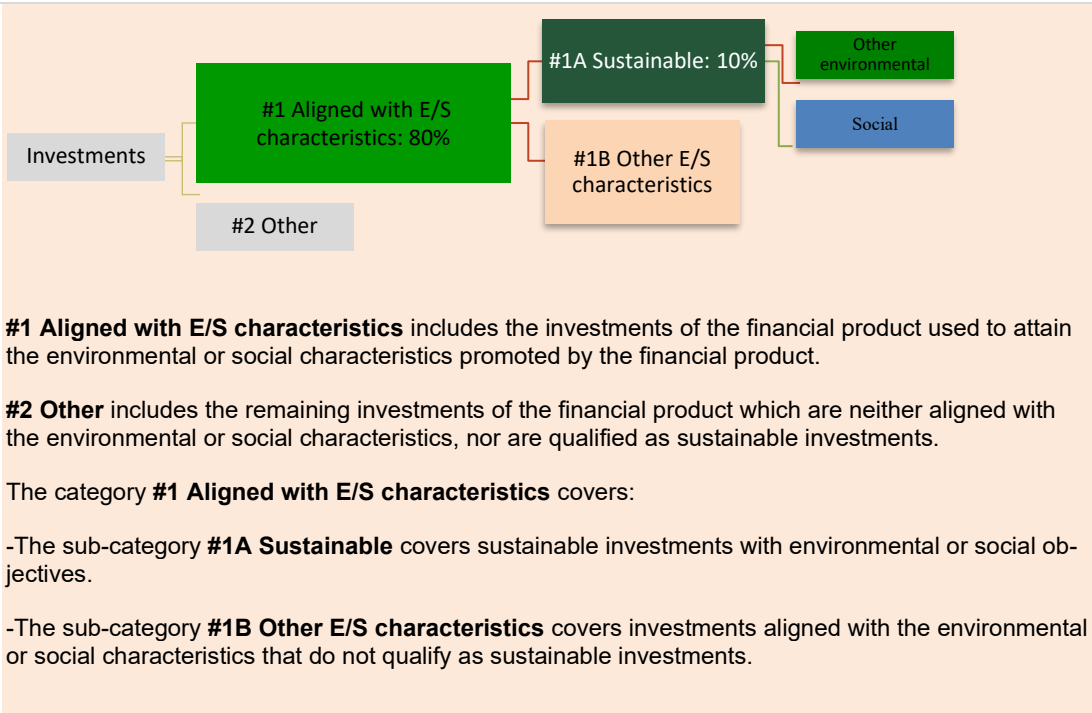 #1A Sustainable: 10%
Other
environmental
Social
#1 Aligned with E/S
characteristics: 80%
Investments
#1B Other E/S
characteristics
#2 Other
#1 Aligned with E/S characteristics includes the investments of the financial product used to attain
the environmental or social characteristics promoted by the financial product.
#2 Other includes the remaining investments of the financial product which are neither aligned with
the environmental or social characteristics, nor are qualified as sustainable investments.
The category #1 Aligned with E/S characteristics covers:
-The sub-category #1A Sustainable covers sustainable investments with environmental or social ob-
jectives.
-The sub-category #1B Other E/S characteristics covers investments aligned with the environmental
or social characteristics that do not qualify as sustainable investments.